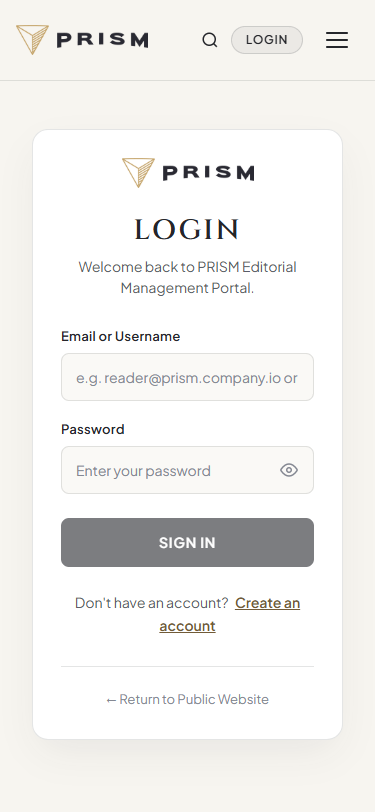 PRISM
LOGIN
PRISM
LOGIN
Welcome back to PRISM Editorial
Management Portal.
Email or Username
e.g. reader@prism.company.io or
Password
Enter your password
SIGN IN
Don't have an account? Create an
account
← Return to Public Website